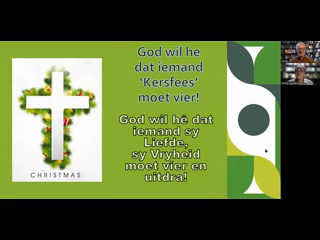 God wil he
dat iemand
'Kersfees'
moet vier!
God wil hê dat
iemand sy
Liefde,
sy Vryheid
moet vier en
uitdra!
CHRISTMAS